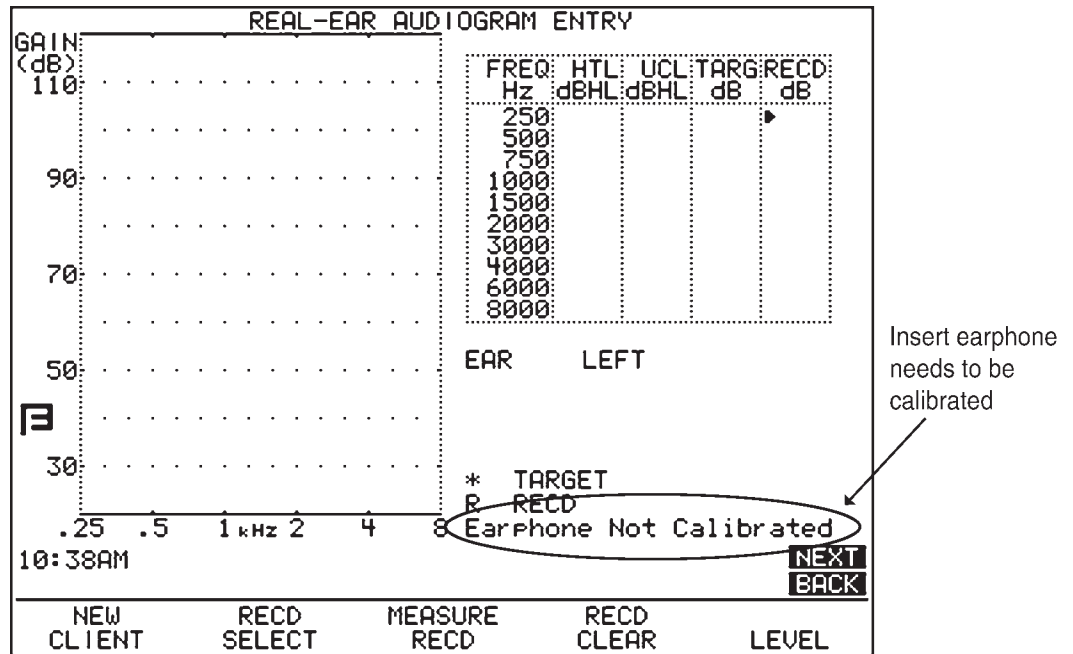 REAL-EAR AUDIOGRAM ENTRY
GAIN
(dB)
110
90
70
50
30
.25 .5 1 kHz 2 4 8
FREQ HTL UCL TARG RECD
Hz dBHL dBHL dB dB
250
500
750
1000
1500
2000
3000
4000
6000
8000
EAR LEFT
* TARGET
R RECD
Earphone Not Calibrated
Insert earphone
needs to be
calibrated
10:38AM
NEXT
BACK
NEW CLIENT
RECD SELECT
MEASURE RECD
RECD CLEAR
LEVEL